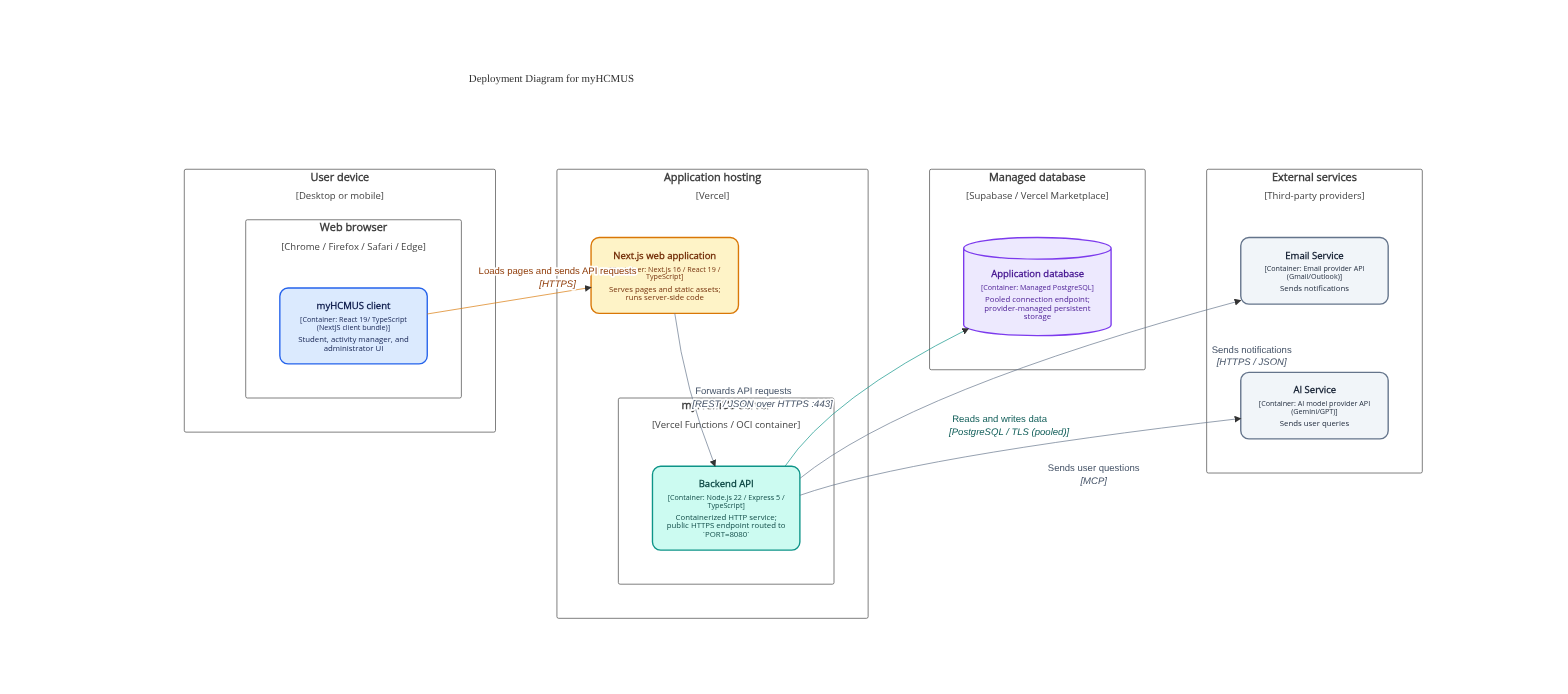 Deployment Diagram for myHCMUS
User device
[Desktop or mobile]
Web browser
[Chrome / Firefox / Safari / Edge]
myHCMUS client
[Container: React 19/ TypeScript
(NextJS client bundle)]
Student, activity manager, and
administrator UI
Loads pages and sends API requests
[HTTPS]
Application hosting
[Vercel]
Next.js web application
Next.js 16 / React 19 /
TypeScript]
Serves pages and static assets;
runs server-side code
Forwards API requests
[REST / JSON over HTTPS :443]
[Vercel Functions / OCI container]
Backend API
[Container: Node.js 22 / Express 5 /
TypeScript]
Containerized HTTP service;
public HTTPS endpoint routed to
`PORT=8080`
Managed database
[Supabase / Vercel Marketplace]
Application database
[Container: Managed PostgreSQL]
Pooled connection endpoint;
provider-managed persistent
storage
Reads and writes data
[PostgreSQL / TLS (pooled)]
Sends user questions
[MCP]
External services
[Third-party providers]
Email Service
[Container: Email provider API
(Gmail/Outlook)]
Sends notifications
Sends notifications
[HTTPS / JSON]
AI Service
[Container: AI model provider API
(Gemini/GPT)]
Sends user queries